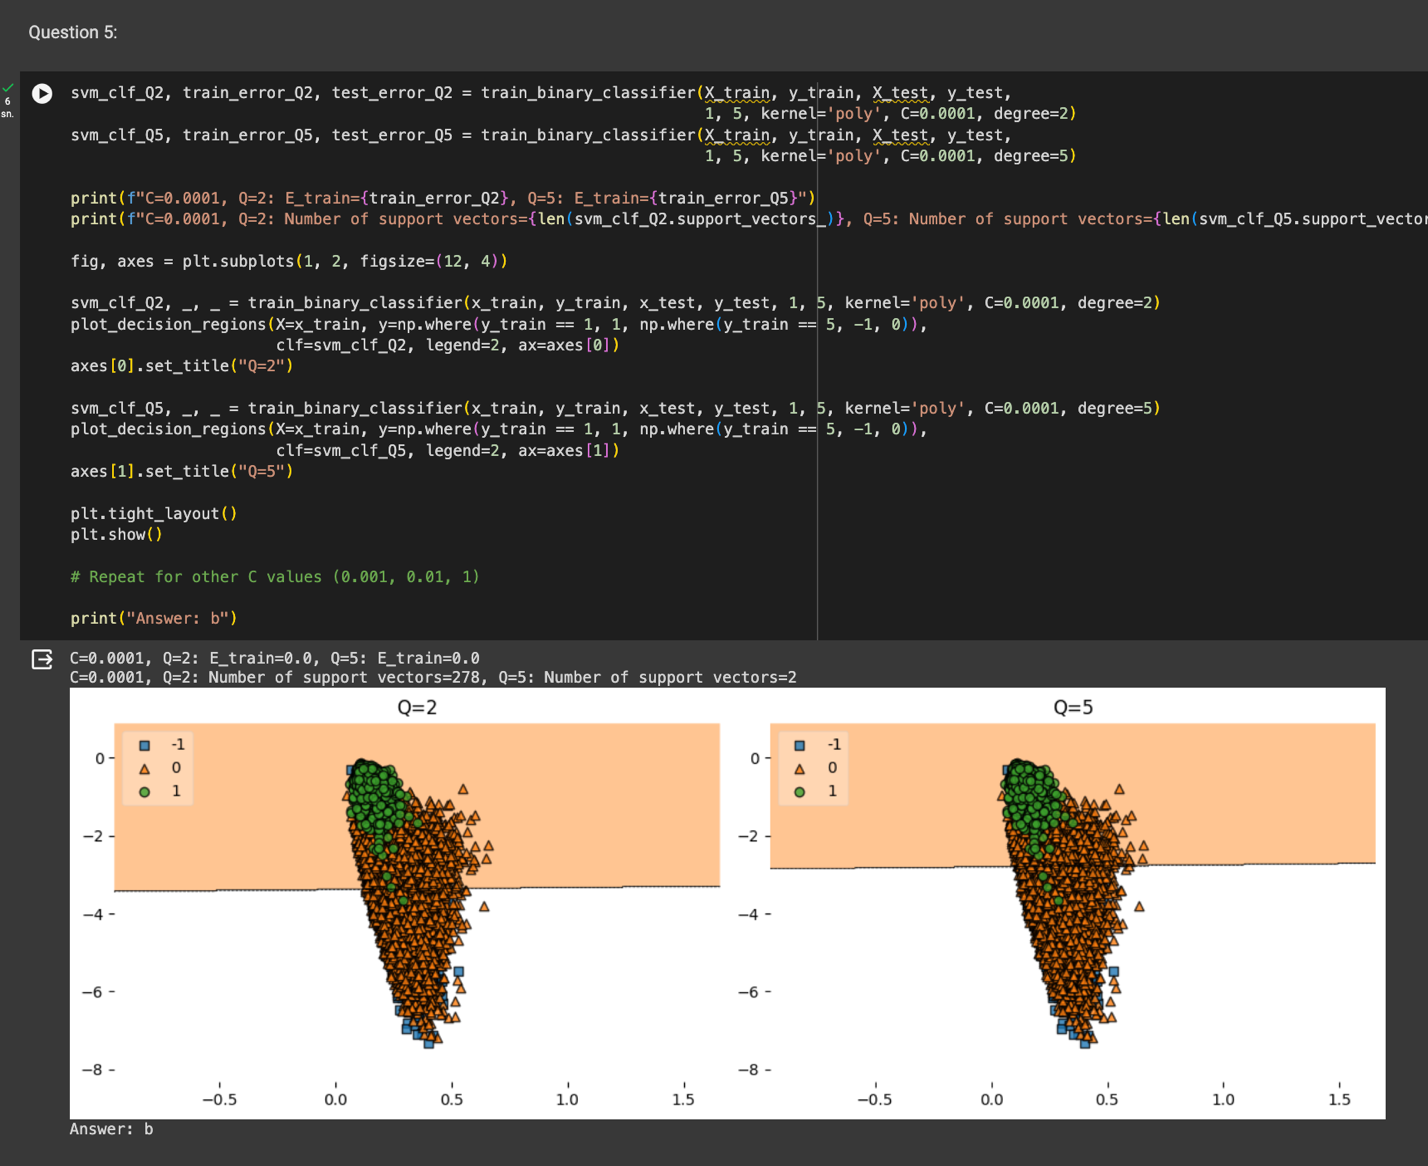 Question 5:
6
sn.
svm_clf_Q2, train_error_Q2, test_error_Q2 = train_binary_classifier(X_train, y_train, X_test, y_test,
1, 5, kernel='poly', C=0.0001, degree=2)
svm_clf_Q5, train_error_Q5, test_error_Q5 = train_binary_classifier(X_train, y_train, X_test, y_test,
1, 5, kernel='poly', C=0.0001, degree=5)
print(f"C=0.0001, Q=2: E_train={train_error_Q2}, Q=5: E_train={train_error_Q5}")
print(f"C=0.0001, Q=2: Number of support vectors={len(svm_clf_Q2.support_vectors_)}, Q=5: Number of support vectors={len(svm_clf_Q5.support_vector
fig, axes = plt.subplots(1, 2, figsize=(12, 4))
svm_clf_Q2, _, _ = train_binary_classifier(x_train, y_train, x_test, y_test, 1, 5, kernel='poly', C=0.0001, degree=2)
plot_decision_regions(X=x_train, y=np.where(y_train == 1, 1, np.where(y_train == 5, -1, 0)),
clf=svm_clf_Q2, legend=2, ax=axes[0])
axes[0].set_title("Q=2")
svm_clf_Q5, _, _ = train_binary_classifier(x_train, y_train, x_test, y_test, 1, 5, kernel='poly', C=0.0001, degree=5)
plot_decision_regions(X=x_train, y=np.where(y_train == 1, 1, np.where(y_train == 5, -1, 0)),
clf=svm_clf_Q5, legend=2, ax=axes[1])
axes[1].set_title("Q=5")
plt.tight_layout()
plt.show()
# Repeat for other C values (0.001, 0.01, 1)
print("Answer: b")
C=0.0001, Q=2: E_train=0.0, Q=5: E_train=0.0
C=0.0001, Q=2: Number of support vectors=278, Q=5: Number of support vectors=2
Q=2
-1
0
1
0
−2
−4
−6
−8
−0.5 0.0 0.5 1.0 1.5
Q=5
-1
0
1
0
−2
−4
−6
−8
−0.5 0.0 0.5 1.0 1.5
Answer: b